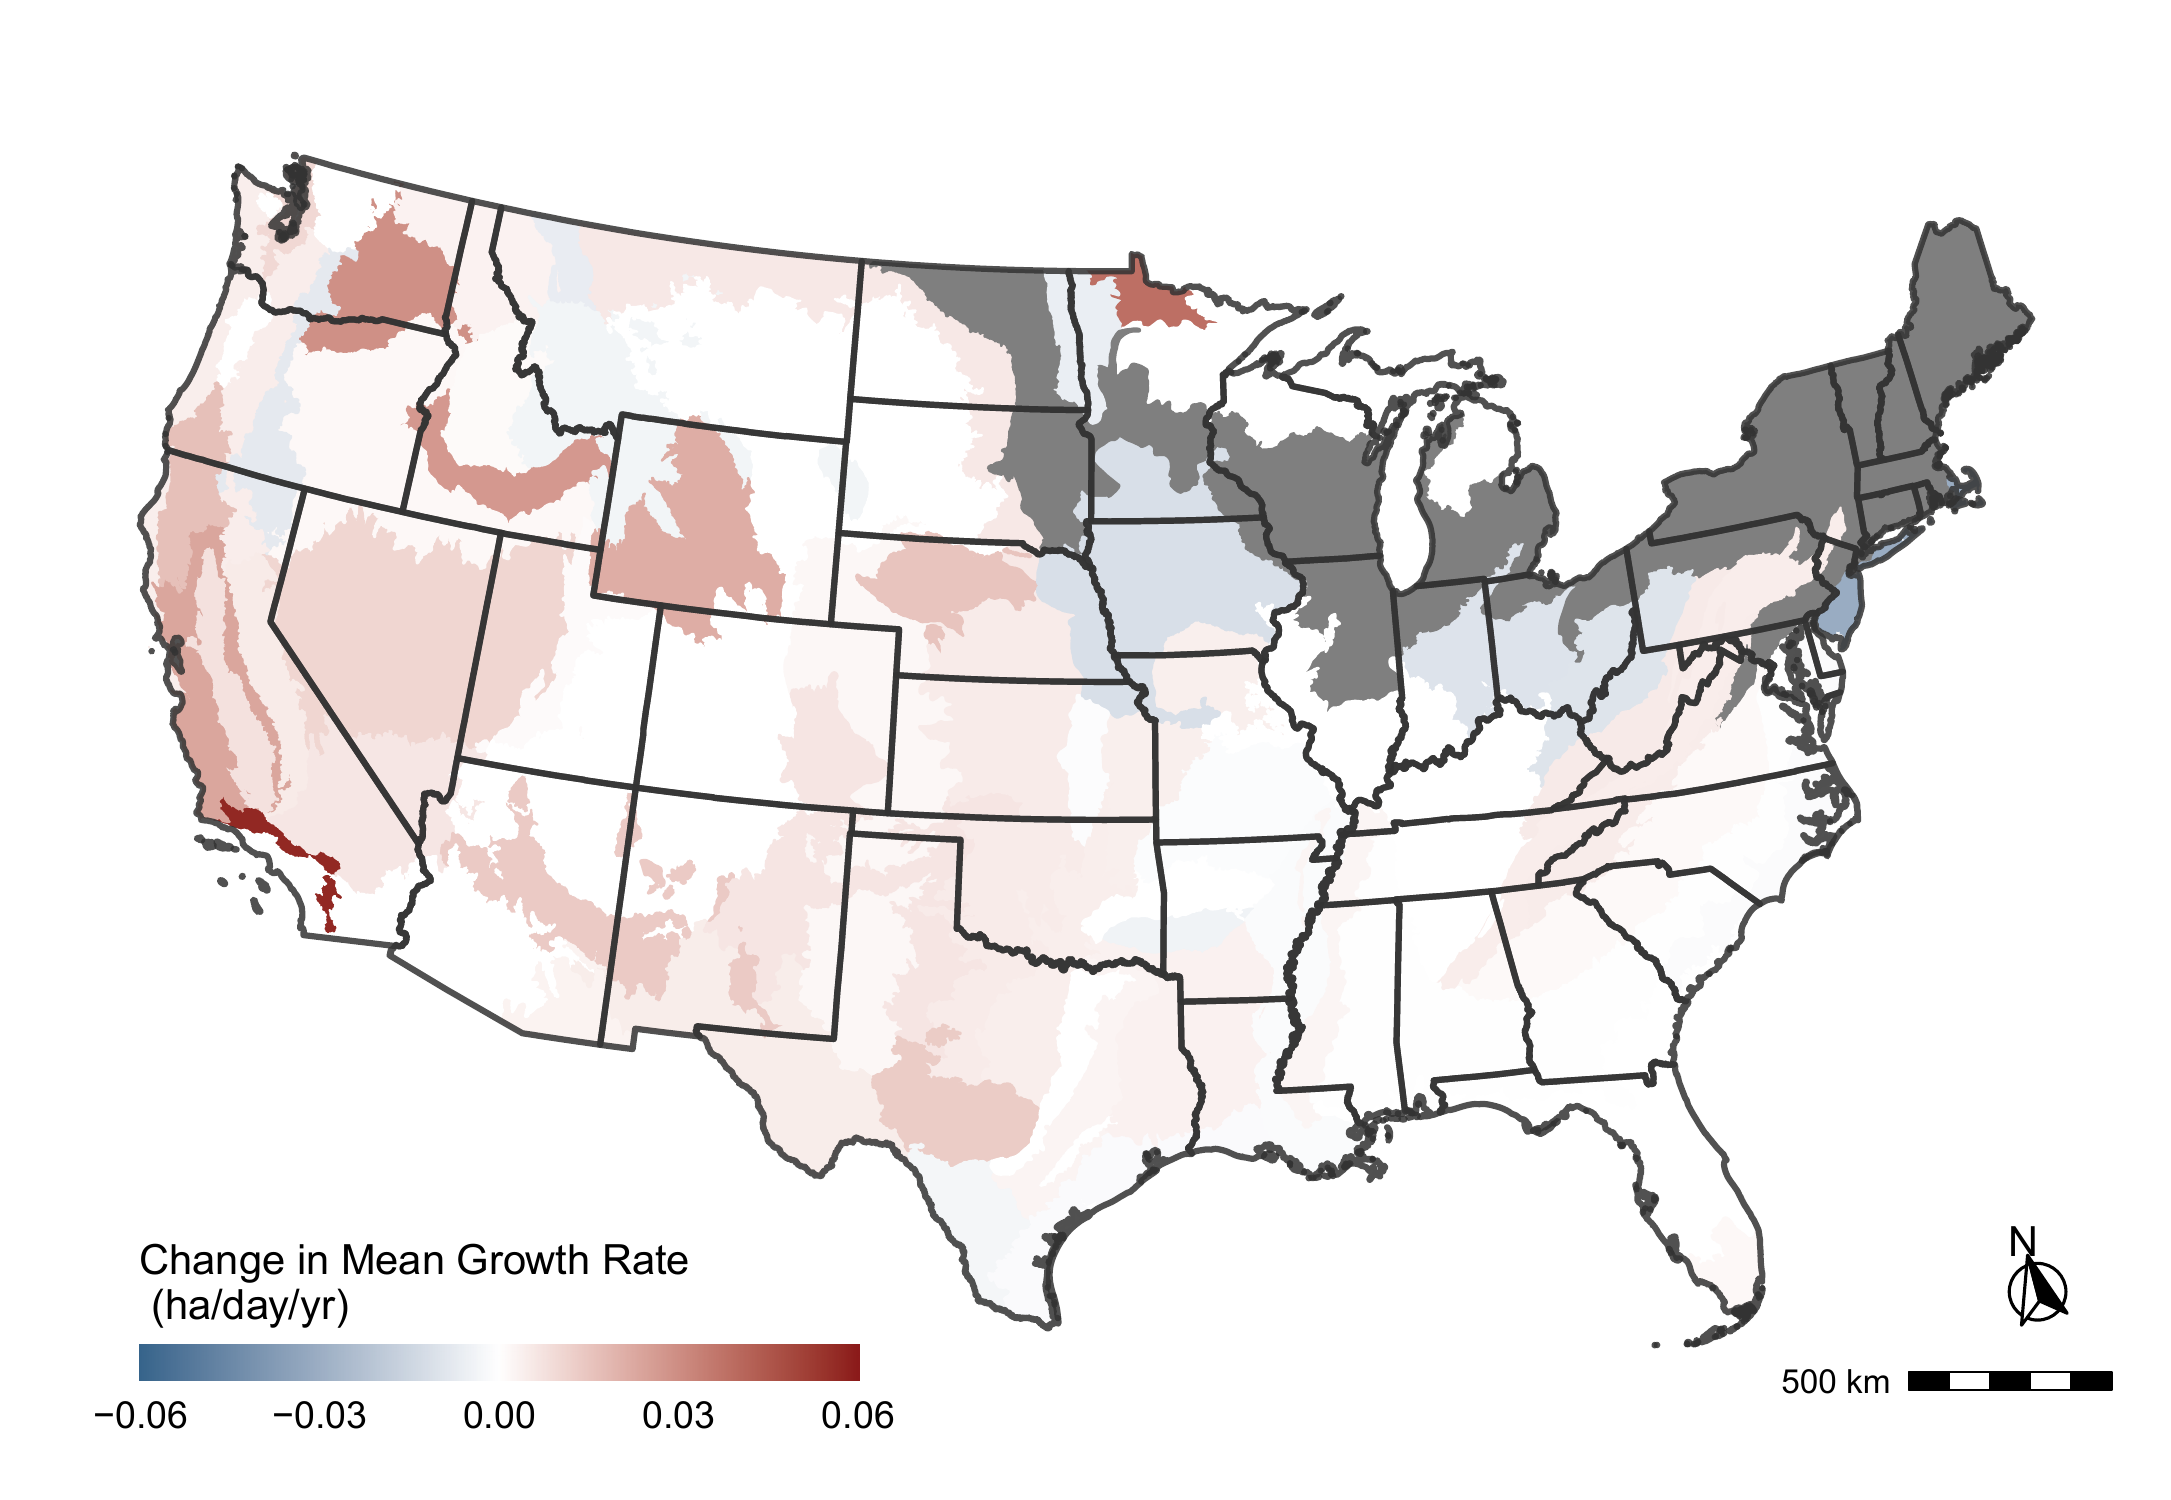 Change in Mean Growth Rate
(ha/day/yr)
−0.06 −0.03 0.00 0.03 0.06
N
500 km